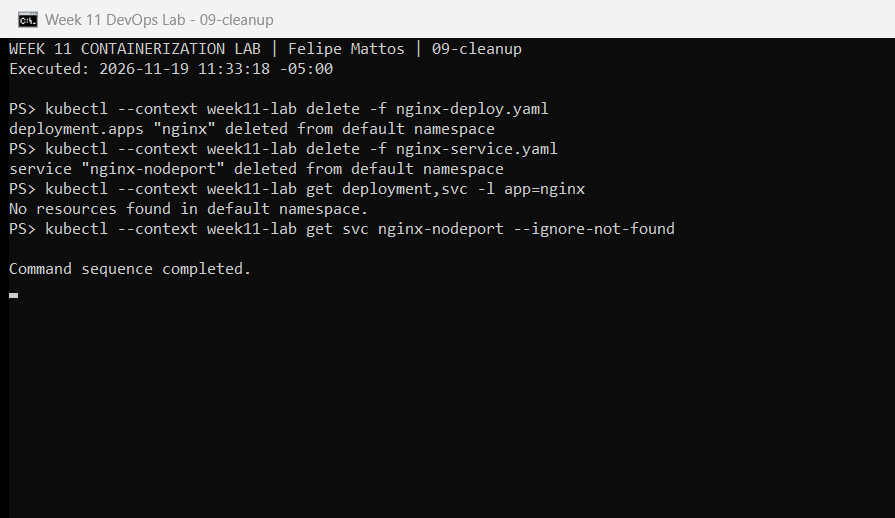 Week 11 DevOps Lab - 09-cleanup
WEEK 11 CONTAINERIZATION LAB | Felipe Mattos | 09-cleanup
Executed: 2026-11-19 11:33:18 -05:00
PS> kubectl --context week11-lab delete -f nginx-deploy.yaml
deployment.apps "nginx" deleted from default namespace
PS> kubectl --context week11-lab delete -f nginx-service.yaml
service "nginx-nodeport" deleted from default namespace
PS> kubectl --context week11-lab get deployment,svc -l app=nginx
No resources found in default namespace.
PS> kubectl --context week11-lab get svc nginx-nodeport --ignore-not-found
Command sequence completed.